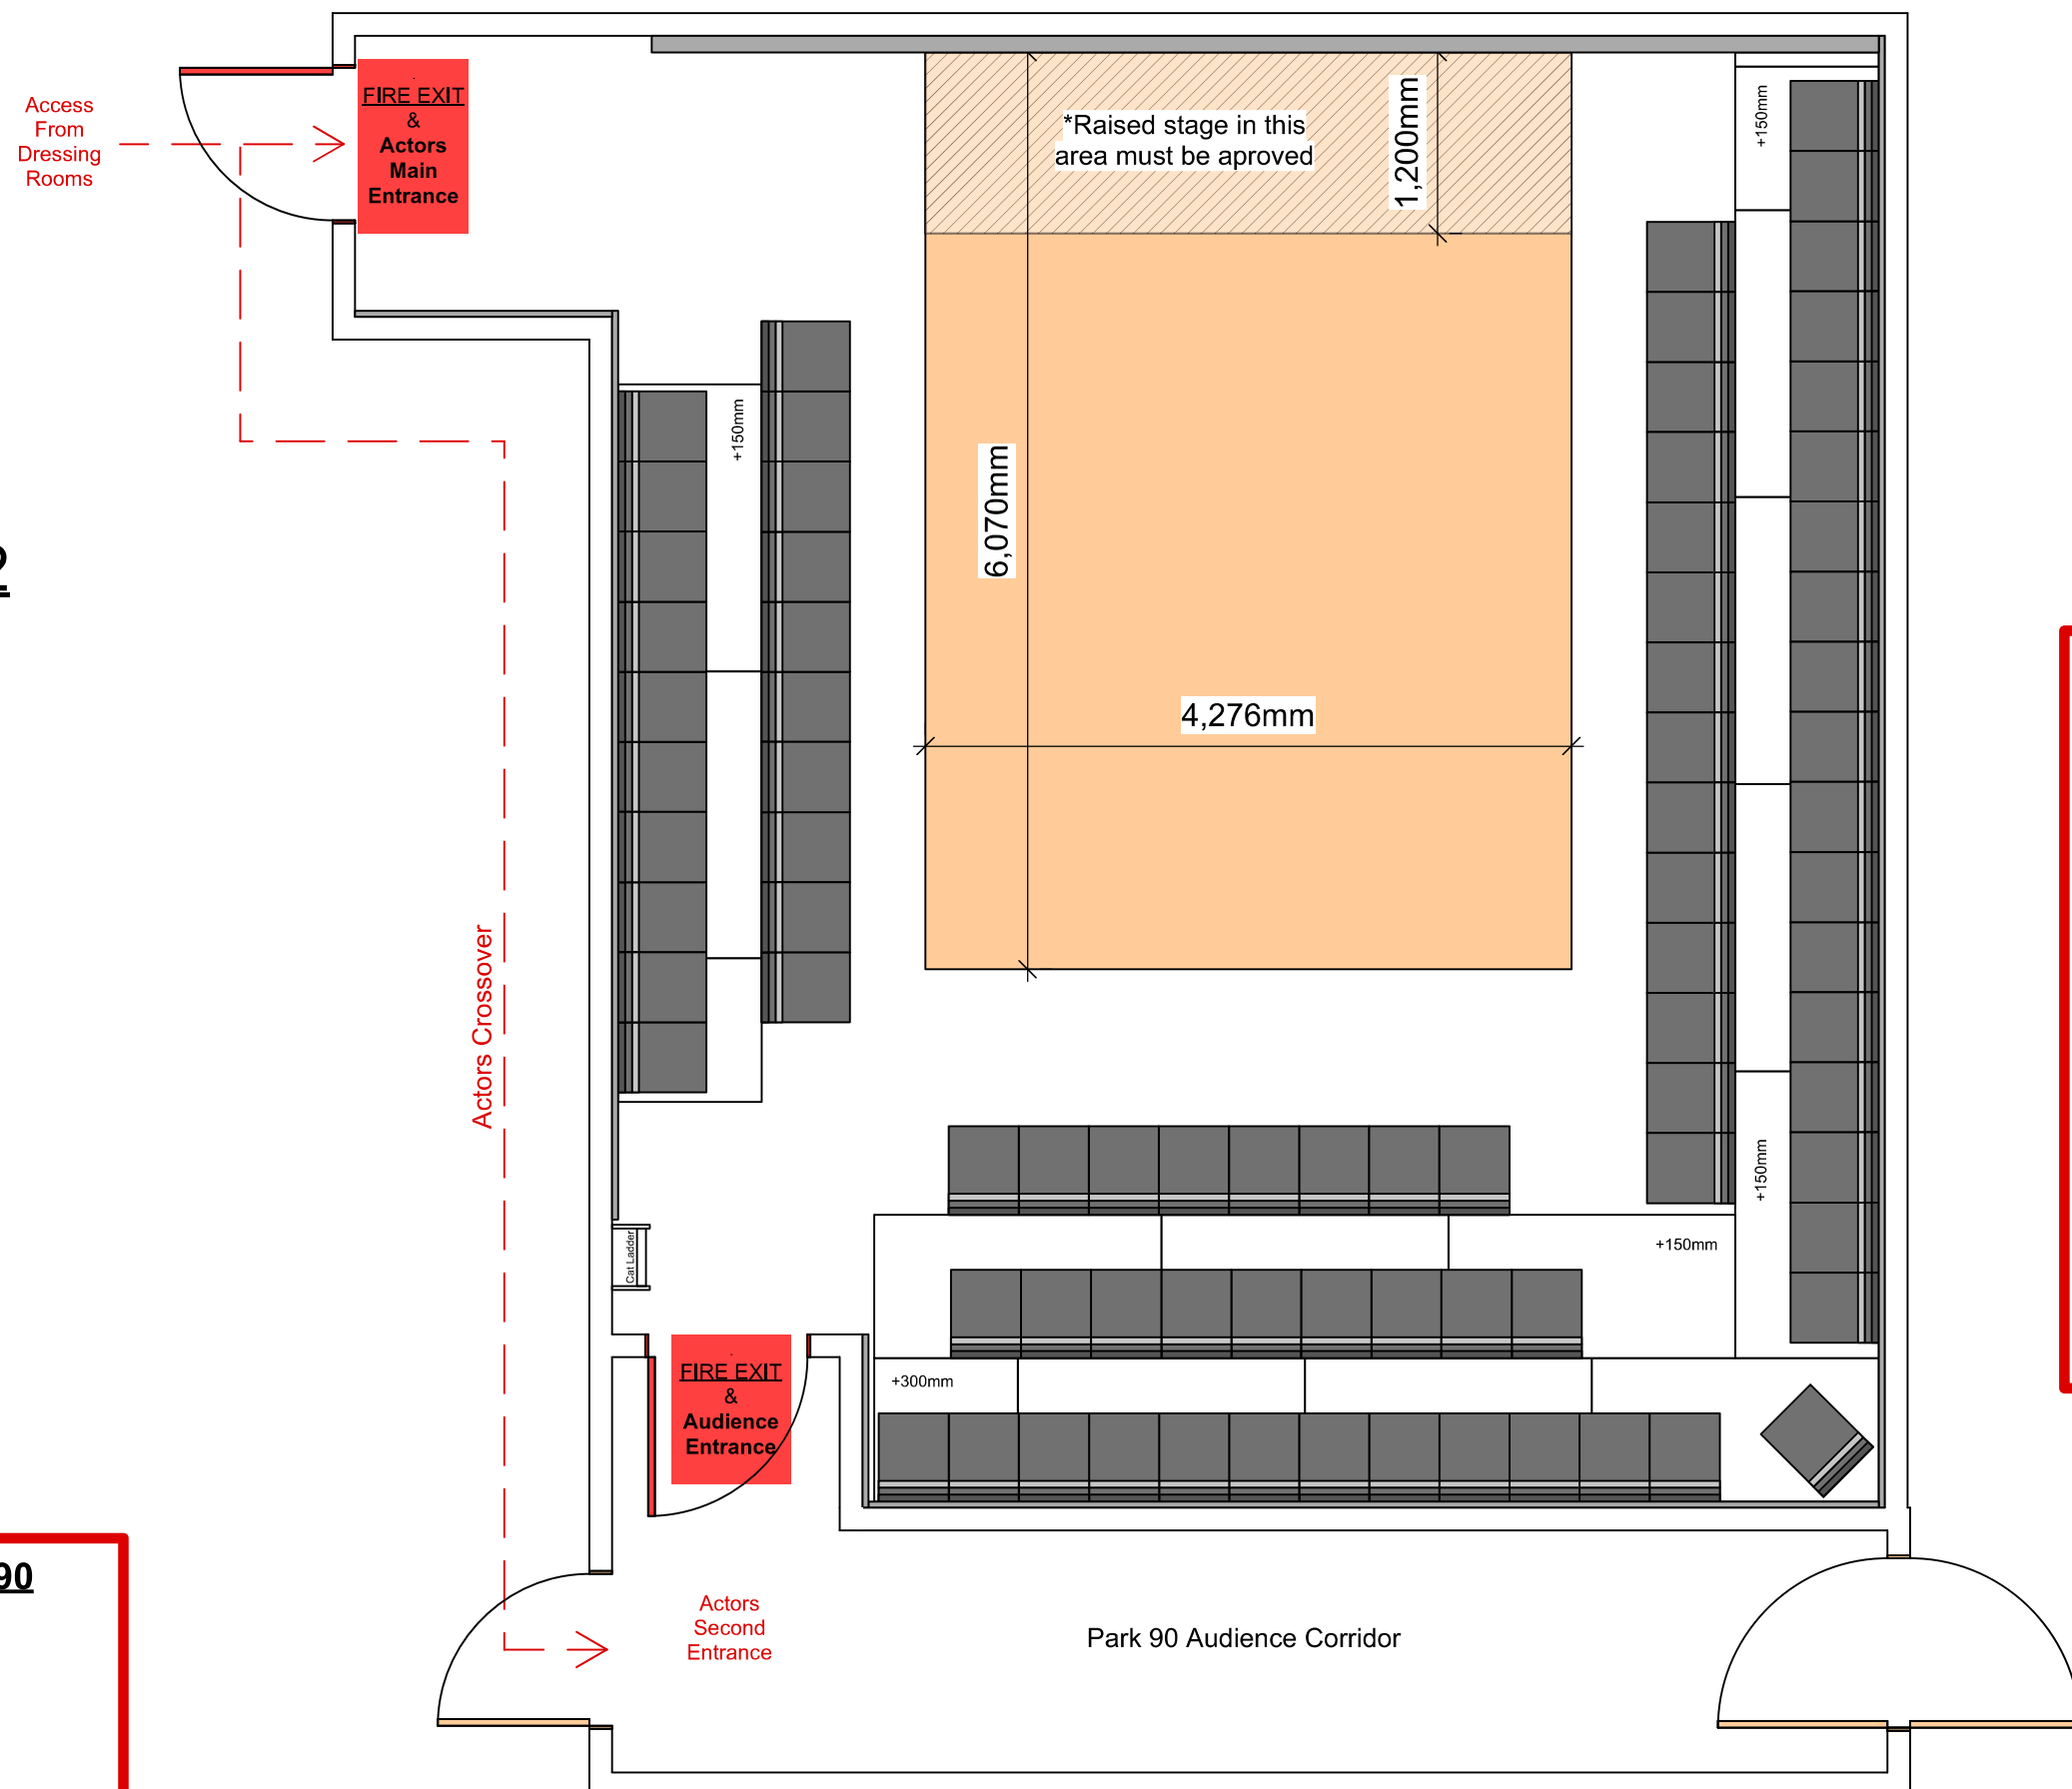 Access
From
Dressing
Rooms
FIRE EXIT
&
Actors
Main
Entrance
*Raised stage in this
area must be aproved
1,200mm
+150mm
+150mm
6,070mm
4,276mm
Actors Crossover
+150mm
Cat Ladder
+150mm
FIRE EXIT
&
Audience
Entrance
+300mm
90
Actors
Second
Entrance
Park 90 Audience Corridor